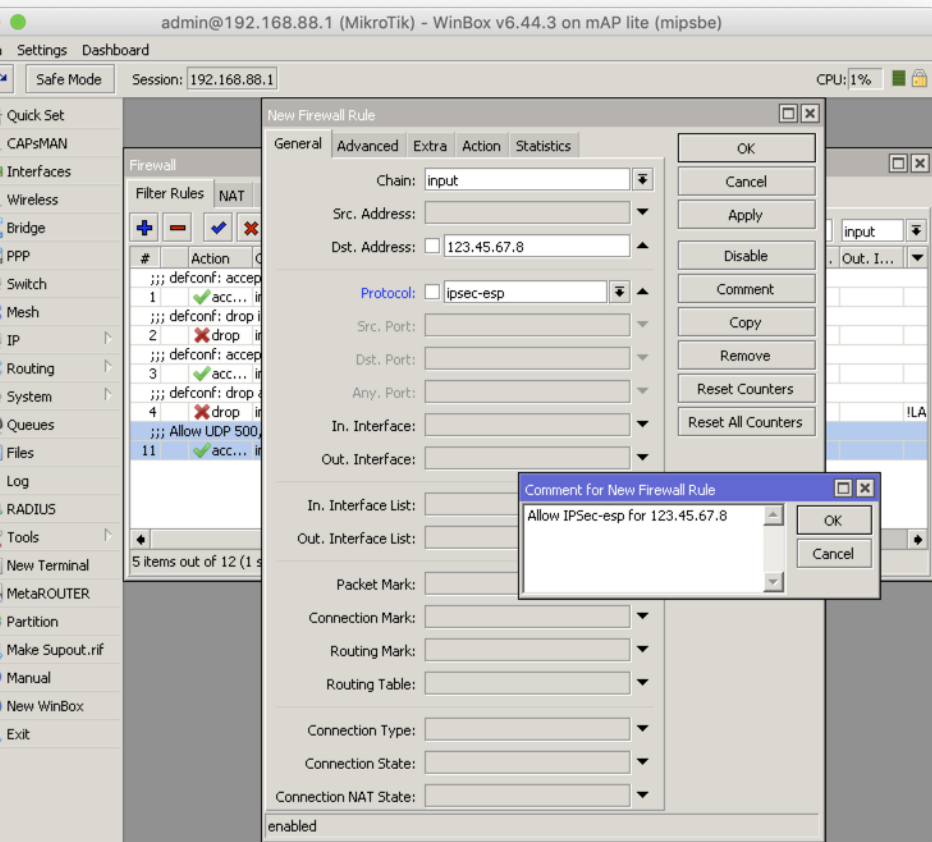 admin@192.168.88.1 (MikroTik) - WinBox v6.44.3 on mAP lite (mipsbe)
Settings Dashboard
Safe Mode Session: 192.168.88.1 CPU: 1%
Quick Set
CAPsMAN
Interfaces
Wireless
Bridge
PPP
Switch
Mesh
IP
Routing
System
Queues
Files
Log
RADIUS
Tools
New Terminal
MetaROUTER
Partition
Make Supout.rif
Manual
New WinBox
Exit
Firewall
Filter Rules NAT
input
# Action Out. I...
;;; defconf: accep
1 acc...
;;; defconf: drop i
2 drop
;;; defconf: accep
3 acc...
;;; defconf: drop a
4 drop !LA
;;; Allow UDP 500,
11 acc...
5 items out of 12 (1 s
New Firewall Rule
General Advanced Extra Action Statistics
Chain: input
Src. Address:
Dst. Address: 123.45.67.8
Protocol: ipsec-esp
Src. Port:
Dst. Port:
Any. Port:
In. Interface:
Out. Interface:
In. Interface List:
Out. Interface List:
Packet Mark:
Connection Mark:
Routing Mark:
Routing Table:
Connection Type:
Connection State:
Connection NAT State:
enabled
OK
Cancel
Apply
Disable
Comment
Copy
Remove
Reset Counters
Reset All Counters
Comment for New Firewall Rule
Allow IPSec-esp for 123.45.67.8
OK
Cancel